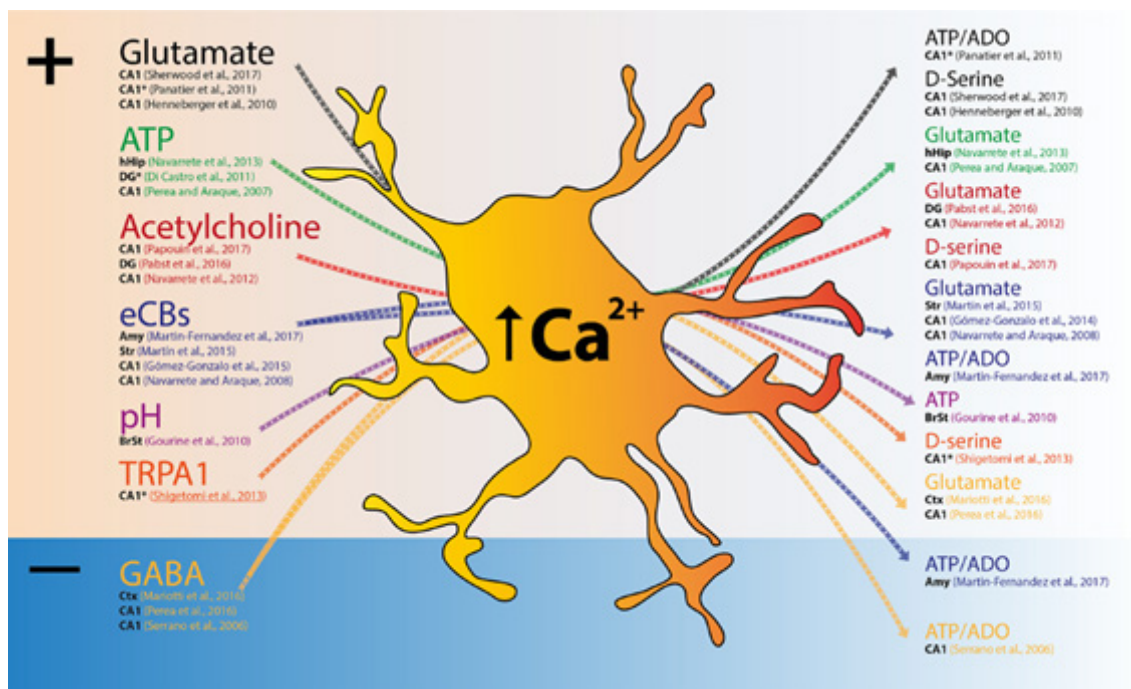 +
Glutamate
CA1 (Sherwood et al., 2017)
CA1* (Panatier et al., 2011)
CA1 (Henneberger et al., 2010)
ATP
hHip (Navarrete et al., 2013)
DG* (Di Castro et al., 2011)
CA1 (Perea and Araque, 2007)
Acetylcholine
CA1 (Papouin et al., 2017)
DG (Pabst et al., 2016)
CA1 (Navarrete et al., 2012)
eCBs
Amy (Martin-Fernandez et al., 2017)
Str (Martin et al., 2015)
CA1 (Gómez-Gonzalo et al., 2015)
CA1 (Navarrete and Araque, 2008)
pH
BrSt (Gourine et al., 2010)
TRPA1
CA1* (Shigetomi et al., 2013)
−
GABA
Ctx (Mariotti et al., 2016)
CA1 (Perea et al., 2016)
CA1 (Serrano et al., 2006)
↑Ca²⁺
ATP/ADO
CA1* (Panatier et al., 2011)
D-Serine
CA1 (Sherwood et al., 2017)
CA1 (Henneberger et al., 2010)
Glutamate
hHip (Navarrete et al., 2013)
CA1 (Perea and Araque, 2007)
Glutamate
DG (Pabst et al., 2016)
CA1 (Navarrete et al., 2012)
D-serine
CA1 (Papouin et al., 2017)
Glutamate
Str (Martin et al., 2015)
CA1 (Gómez-Gonzalo et al., 2014)
CA1 (Navarrete and Araque, 2008)
ATP/ADO
Amy (Martin-Fernandez et al., 2017)
ATP
BrSt (Gourine et al., 2010)
D-serine
CA1* (Shigetomi et al., 2013)
Glutamate
Ctx (Mariotti et al., 2016)
CA1 (Perea et al., 2016)
ATP/ADO
Amy (Martin-Fernandez et al., 2017)
ATP/ADO
CA1 (Serrano et al., 2006)